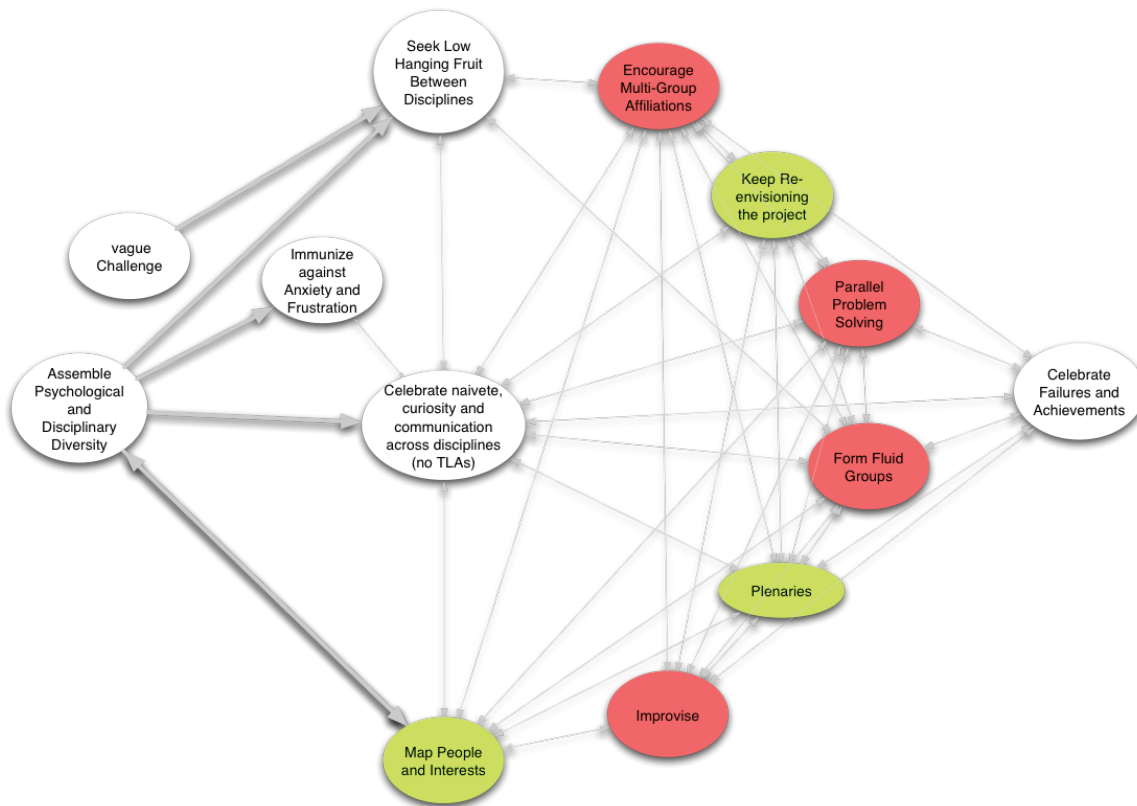 Seek Low
Hanging Fruit
Between
Disciplines
Encourage
Multi-Group
Affiliations
Keep Re-
envisioning
the project
vague
Challenge
Immunize
against
Anxiety and
Frustration
Parallel
Problem
Solving
Assemble
Psychological
and
Disciplinary
Diversity
Celebrate naivete,
curiosity and
communication
across disciplines
(no TLAs)
Celebrate
Failures and
Achievements
Form Fluid
Groups
Plenaries
Improvise
Map People
and Interests